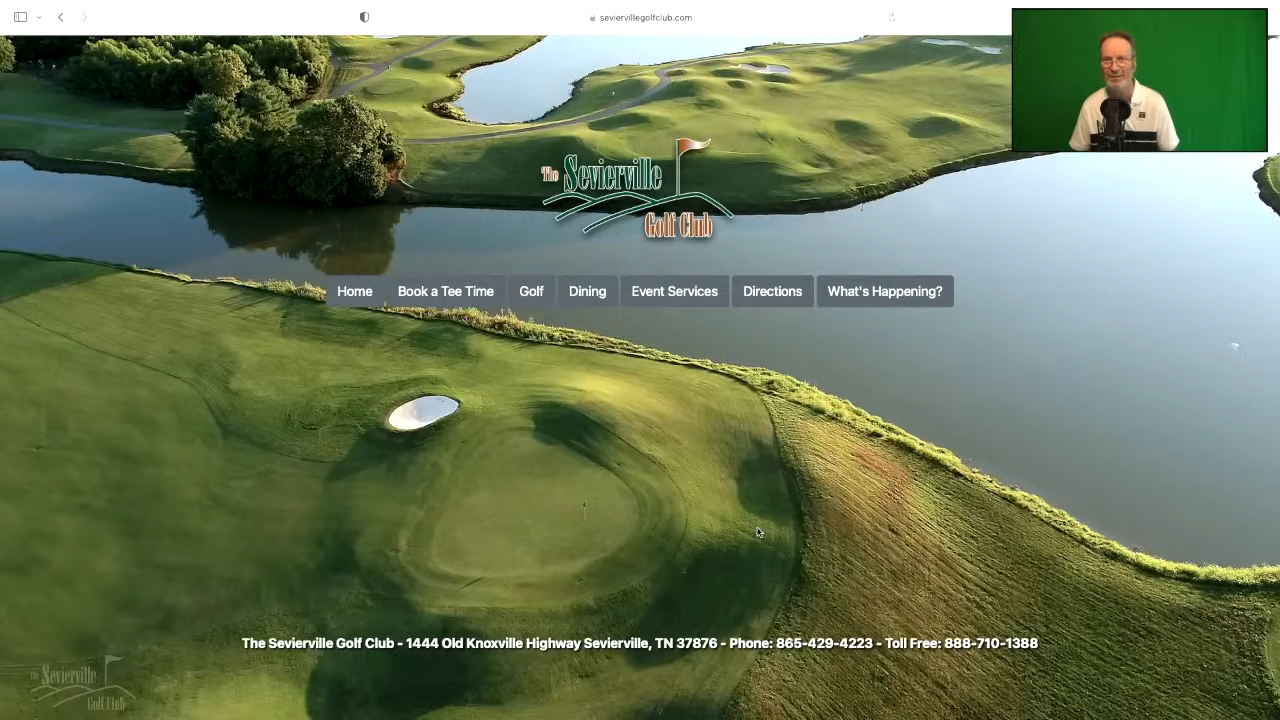 seviervillegolfclub.com
The Sevierville
Golf Club
Home Book a Tee Time Golf Dining Event Services Directions What's Happening?
The Sevierville Golf Club - 1444 Old Knoxville Highway Sevierville, TN 37876 - Phone: 865-429-4223 - Toll Free: 888-710-1388
The Sevierville
Golf Club